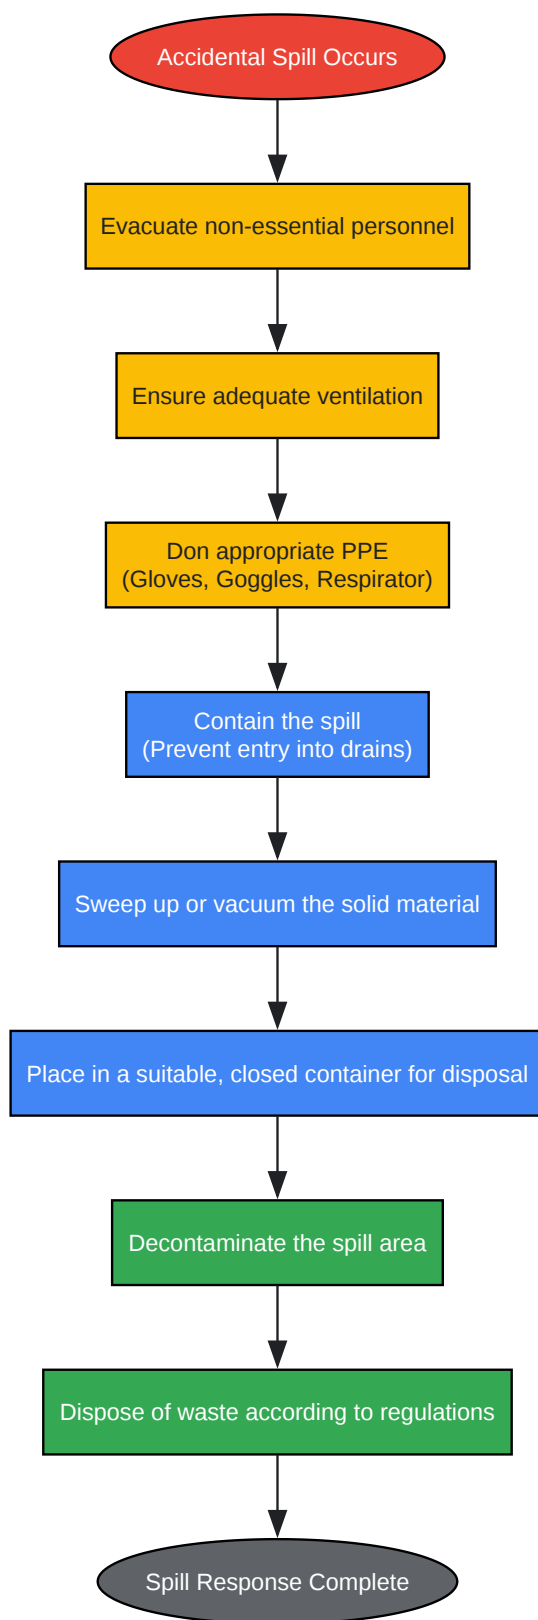 Accidental Spill Occurs
Evacuate non-essential personnel
Ensure adequate ventilation
Don appropriate PPE
(Gloves, Goggles, Respirator)
Contain the spill
(Prevent entry into drains)
Sweep up or vacuum the solid material
Place in a suitable, closed container for disposal
Decontaminate the spill area
Dispose of waste according to regulations
Spill Response Complete